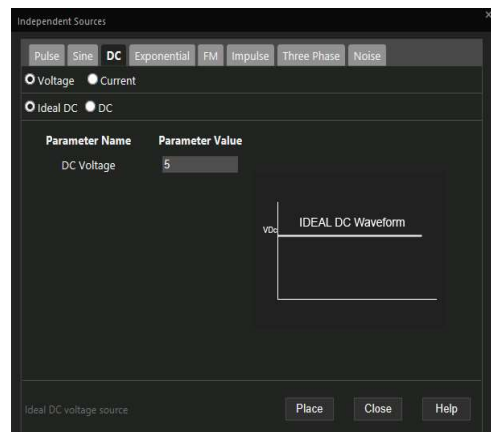 Independent Sources
Pulse Sine DC Exponential FM Impulse Three Phase Noise
Voltage Current
Ideal DC DC
Parameter Name Parameter Value
DC Voltage 5
IDEAL DC Waveform
VDc
Ideal DC voltage source Place Close Help